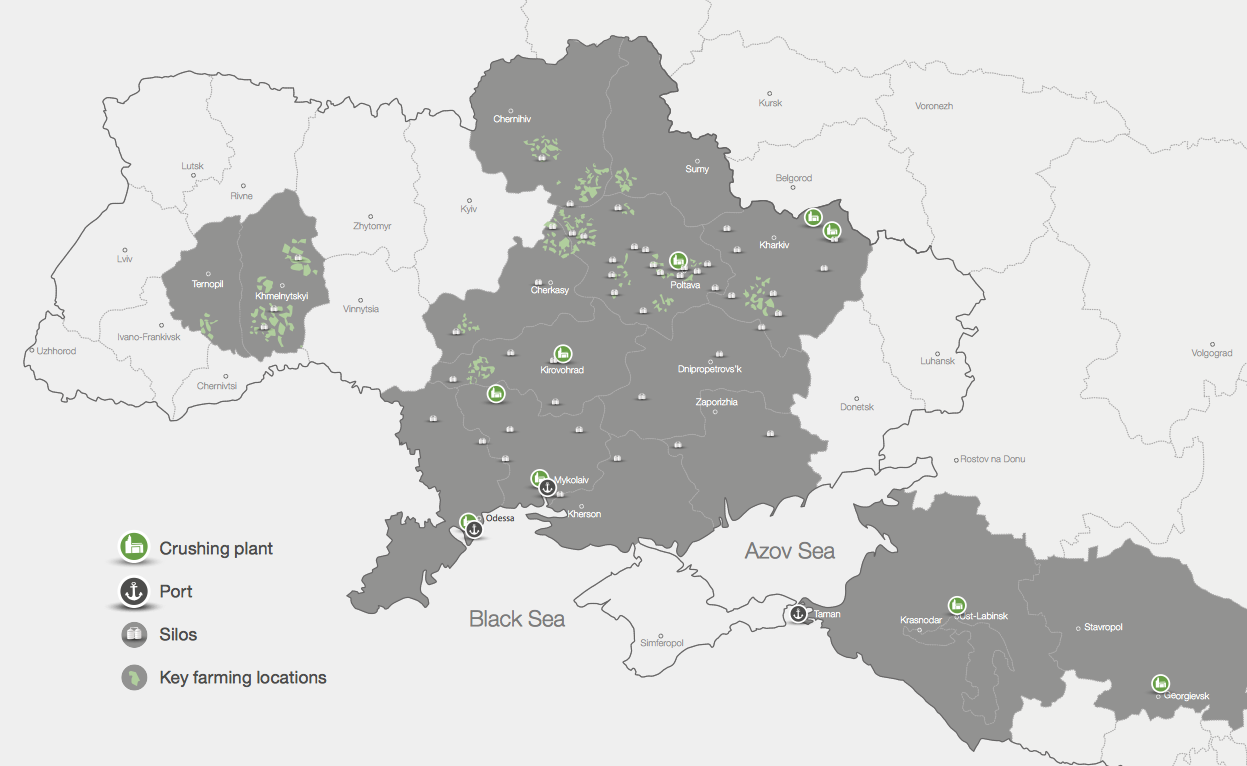 Kursk
Voronezh
Chernihiv
Sumy
Lutsk
Belgorod
Rivne
Kyiv
Zhytomyr
Kharkiv
Lviv
Ternopil
Poltava
Cherkasy
Khmelnytskyi
Vinnytsia
Ivano-Frankivsk
Uzhhorod
Volgograd
Luhansk
Kirovohrad
Dnipropetrovs'k
Chernivtsi
Zaporizhia
Donetsk
Rostov na Donu
Mykolaiv
Odessa
Kherson
Crushing plant
Azov Sea
Port
Black Sea
Taman
Krasnodar
Ust-Labinsk
Stavropol
Silos
Simferopol
Key farming locations
Georgievsk